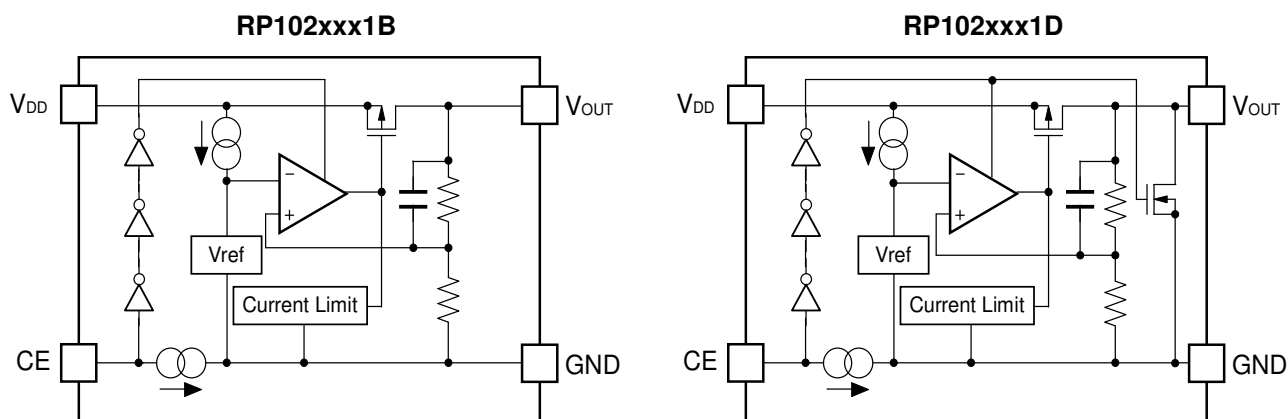 RP102xxx1B
VDD
VOUT
−
+
Vref
Current Limit
CE
GND
RP102xxx1D
VDD
VOUT
−
+
Vref
Current Limit
CE
GND